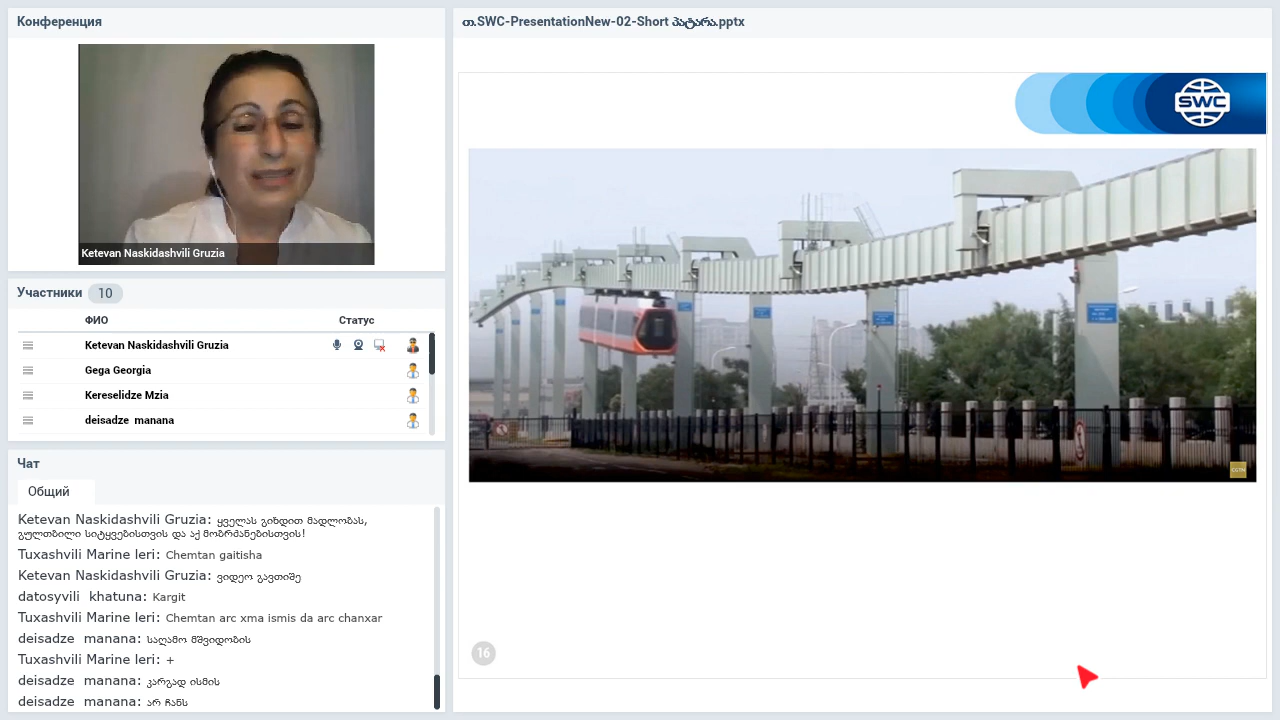 Конференция
Ketevan Naskidashvili Gruzia
Участники 10
ФИО Статус
Ketevan Naskidashvili Gruzia
Gega Georgia
Kereselidze Mzia
deisadze manana
Чат
Общий
Ketevan Naskidashvili Gruzia: ყველას გინდით მადლობას,
გულთბილი სიტყვებისთვის და აქ მობრძანებისთვის!
Tuxashvili Marine leri: Chemtan gaitisha
Ketevan Naskidashvili Gruzia: ვიდეო გავთიშე
datosyvili khatuna: Kargit
Tuxashvili Marine leri: Chemtan arc xma ismis da arc chanxar
deisadze manana: საღამო მშვიდობის
Tuxashvili Marine leri: +
deisadze manana: კარგად ისმის
deisadze manana: არ ჩანს
თ.SWC-PresentationNew-02-Short პატარა.pptx
SWC
CGTN
16